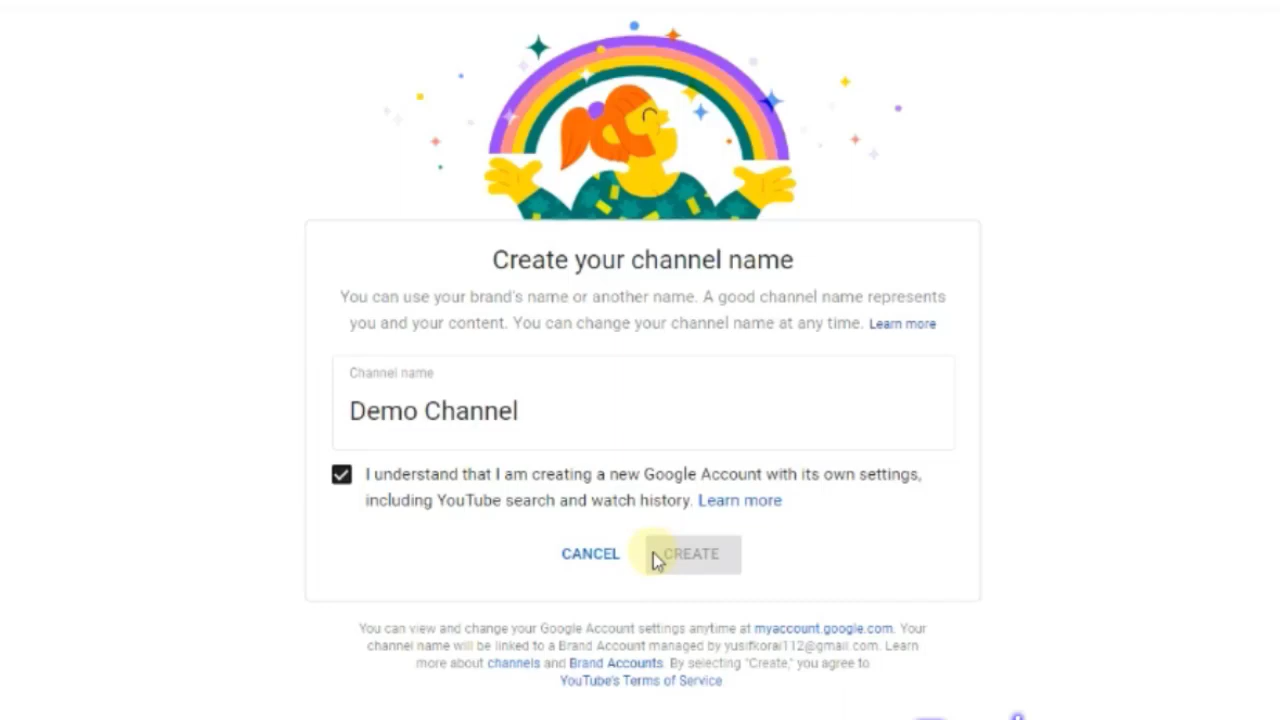 Create your channel name
You can use your brand's name or another name. A good channel name represents
you and your content. You can change your channel name at any time. Learn more
Channel name
Demo Channel
I understand that I am creating a new Google Account with its own settings,
including YouTube search and watch history. Learn more
CANCEL CREATE
You can view and change your Google Account settings anytime at myaccount.google.com. Your
channel name will be linked to a Brand Account managed by yusifkorai112@gmail.com. Learn
more about channels and Brand Accounts. By selecting "Create," you agree to
YouTube's Terms of Service